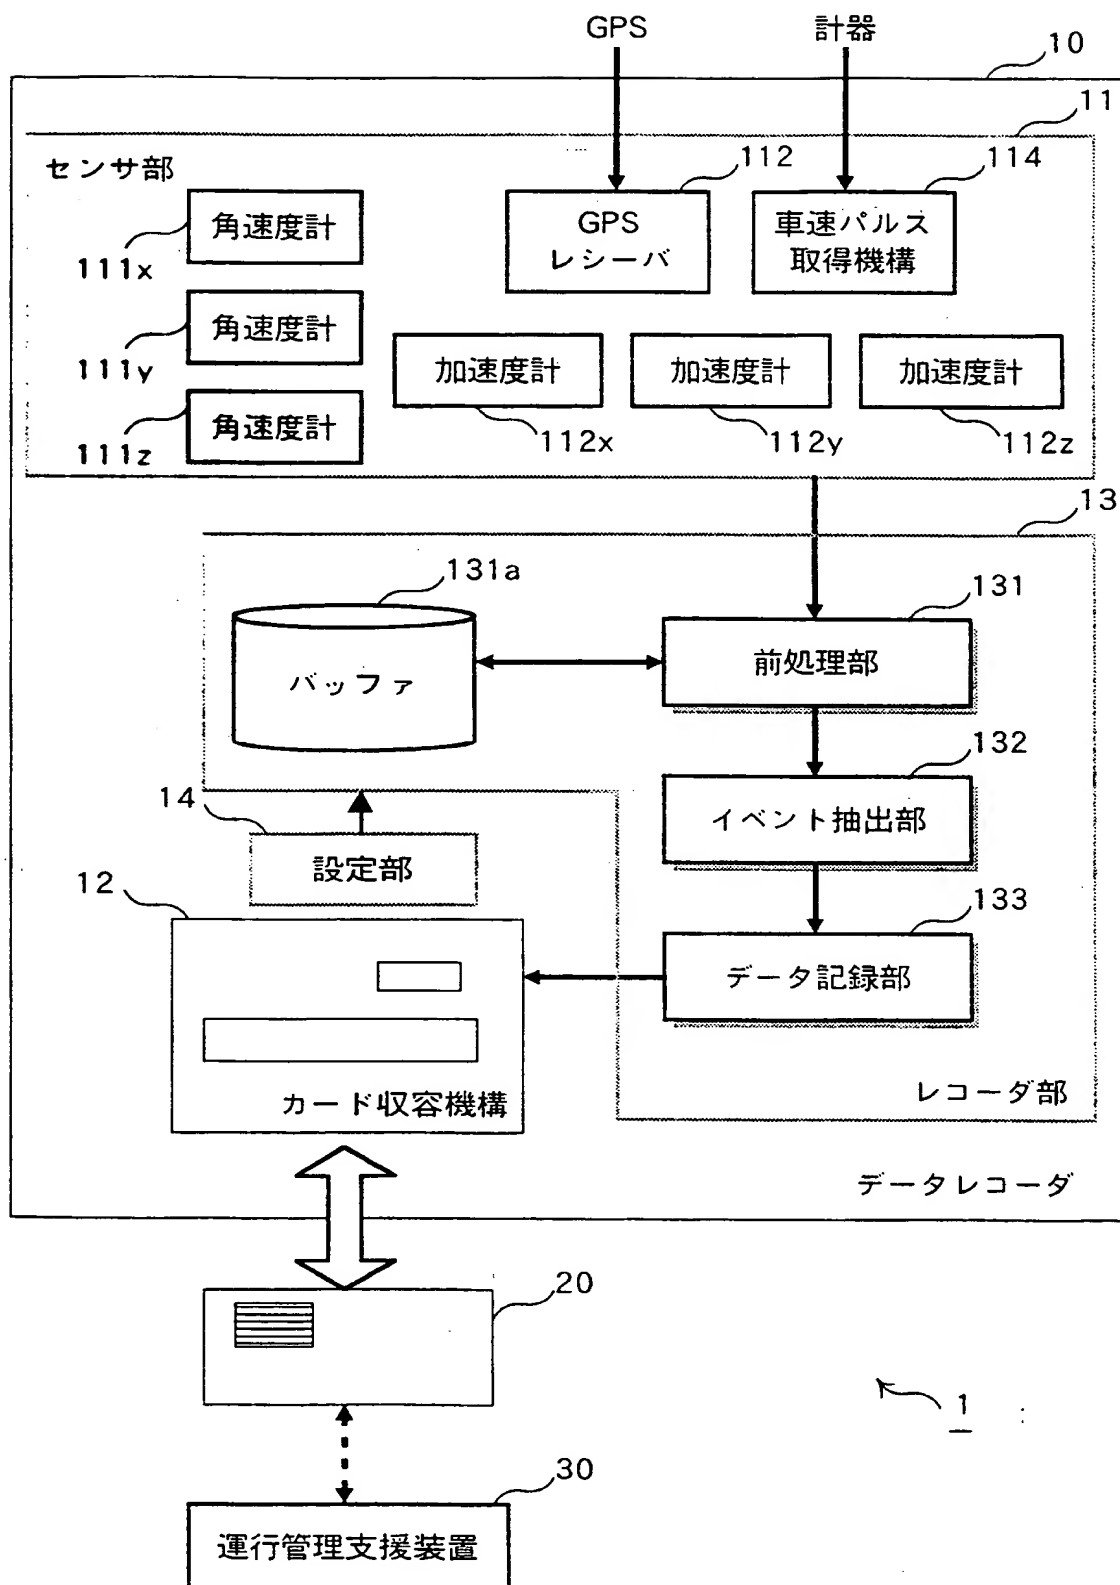 GPS
計器
10
11
センサ部
112
114
角速度計
GPS
レシーバ
車速パルス
取得機構
111x
角速度計
111y
加速度計
加速度計
加速度計
角速度計
111z
112x
112y
112z
13
131a
131
バッファ
前処理部
132
14
イベント抽出部
設定部
12
133
データ記録部
カード収容機構
レコーダ部
データレコーダ
20
1
30
運行管理支援装置